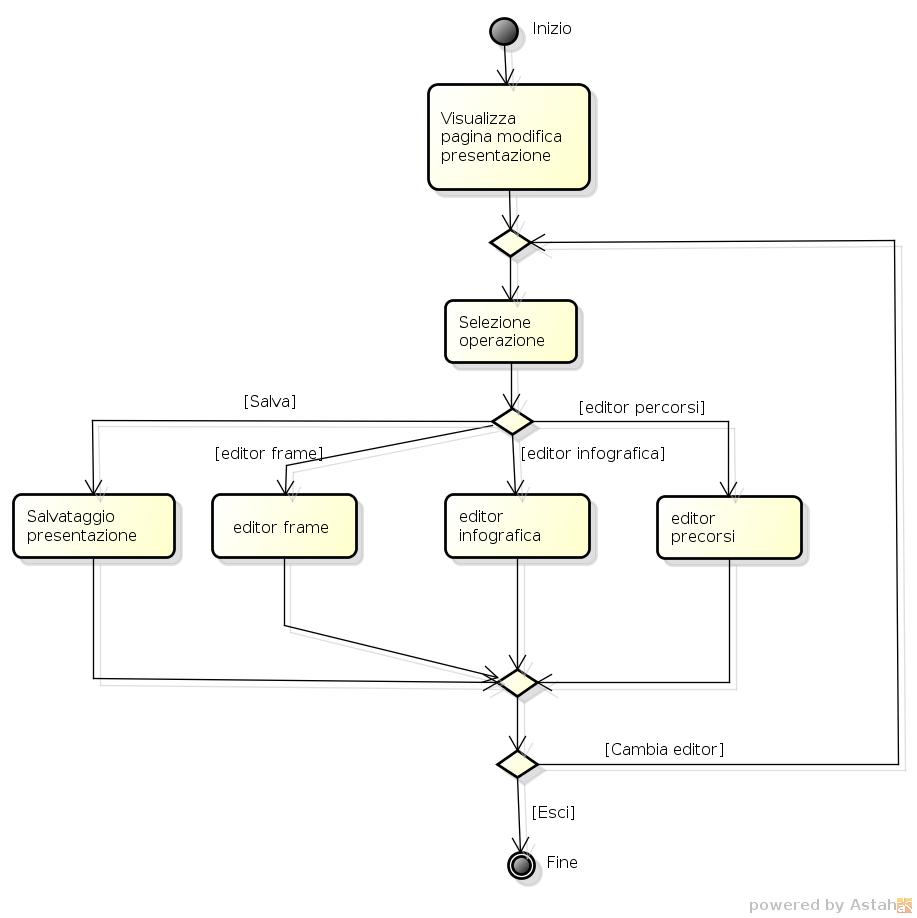 Inizio
Visualizza
pagina modifica
presentazione
Selezione
operazione
[Salva]
[editor percorsi]
[editor frame]
[editor infografica]
Salvataggio
presentazione
editor frame
editor
infografica
editor
precorsi
[Cambia editor]
[Esci]
Fine
powered by Astah